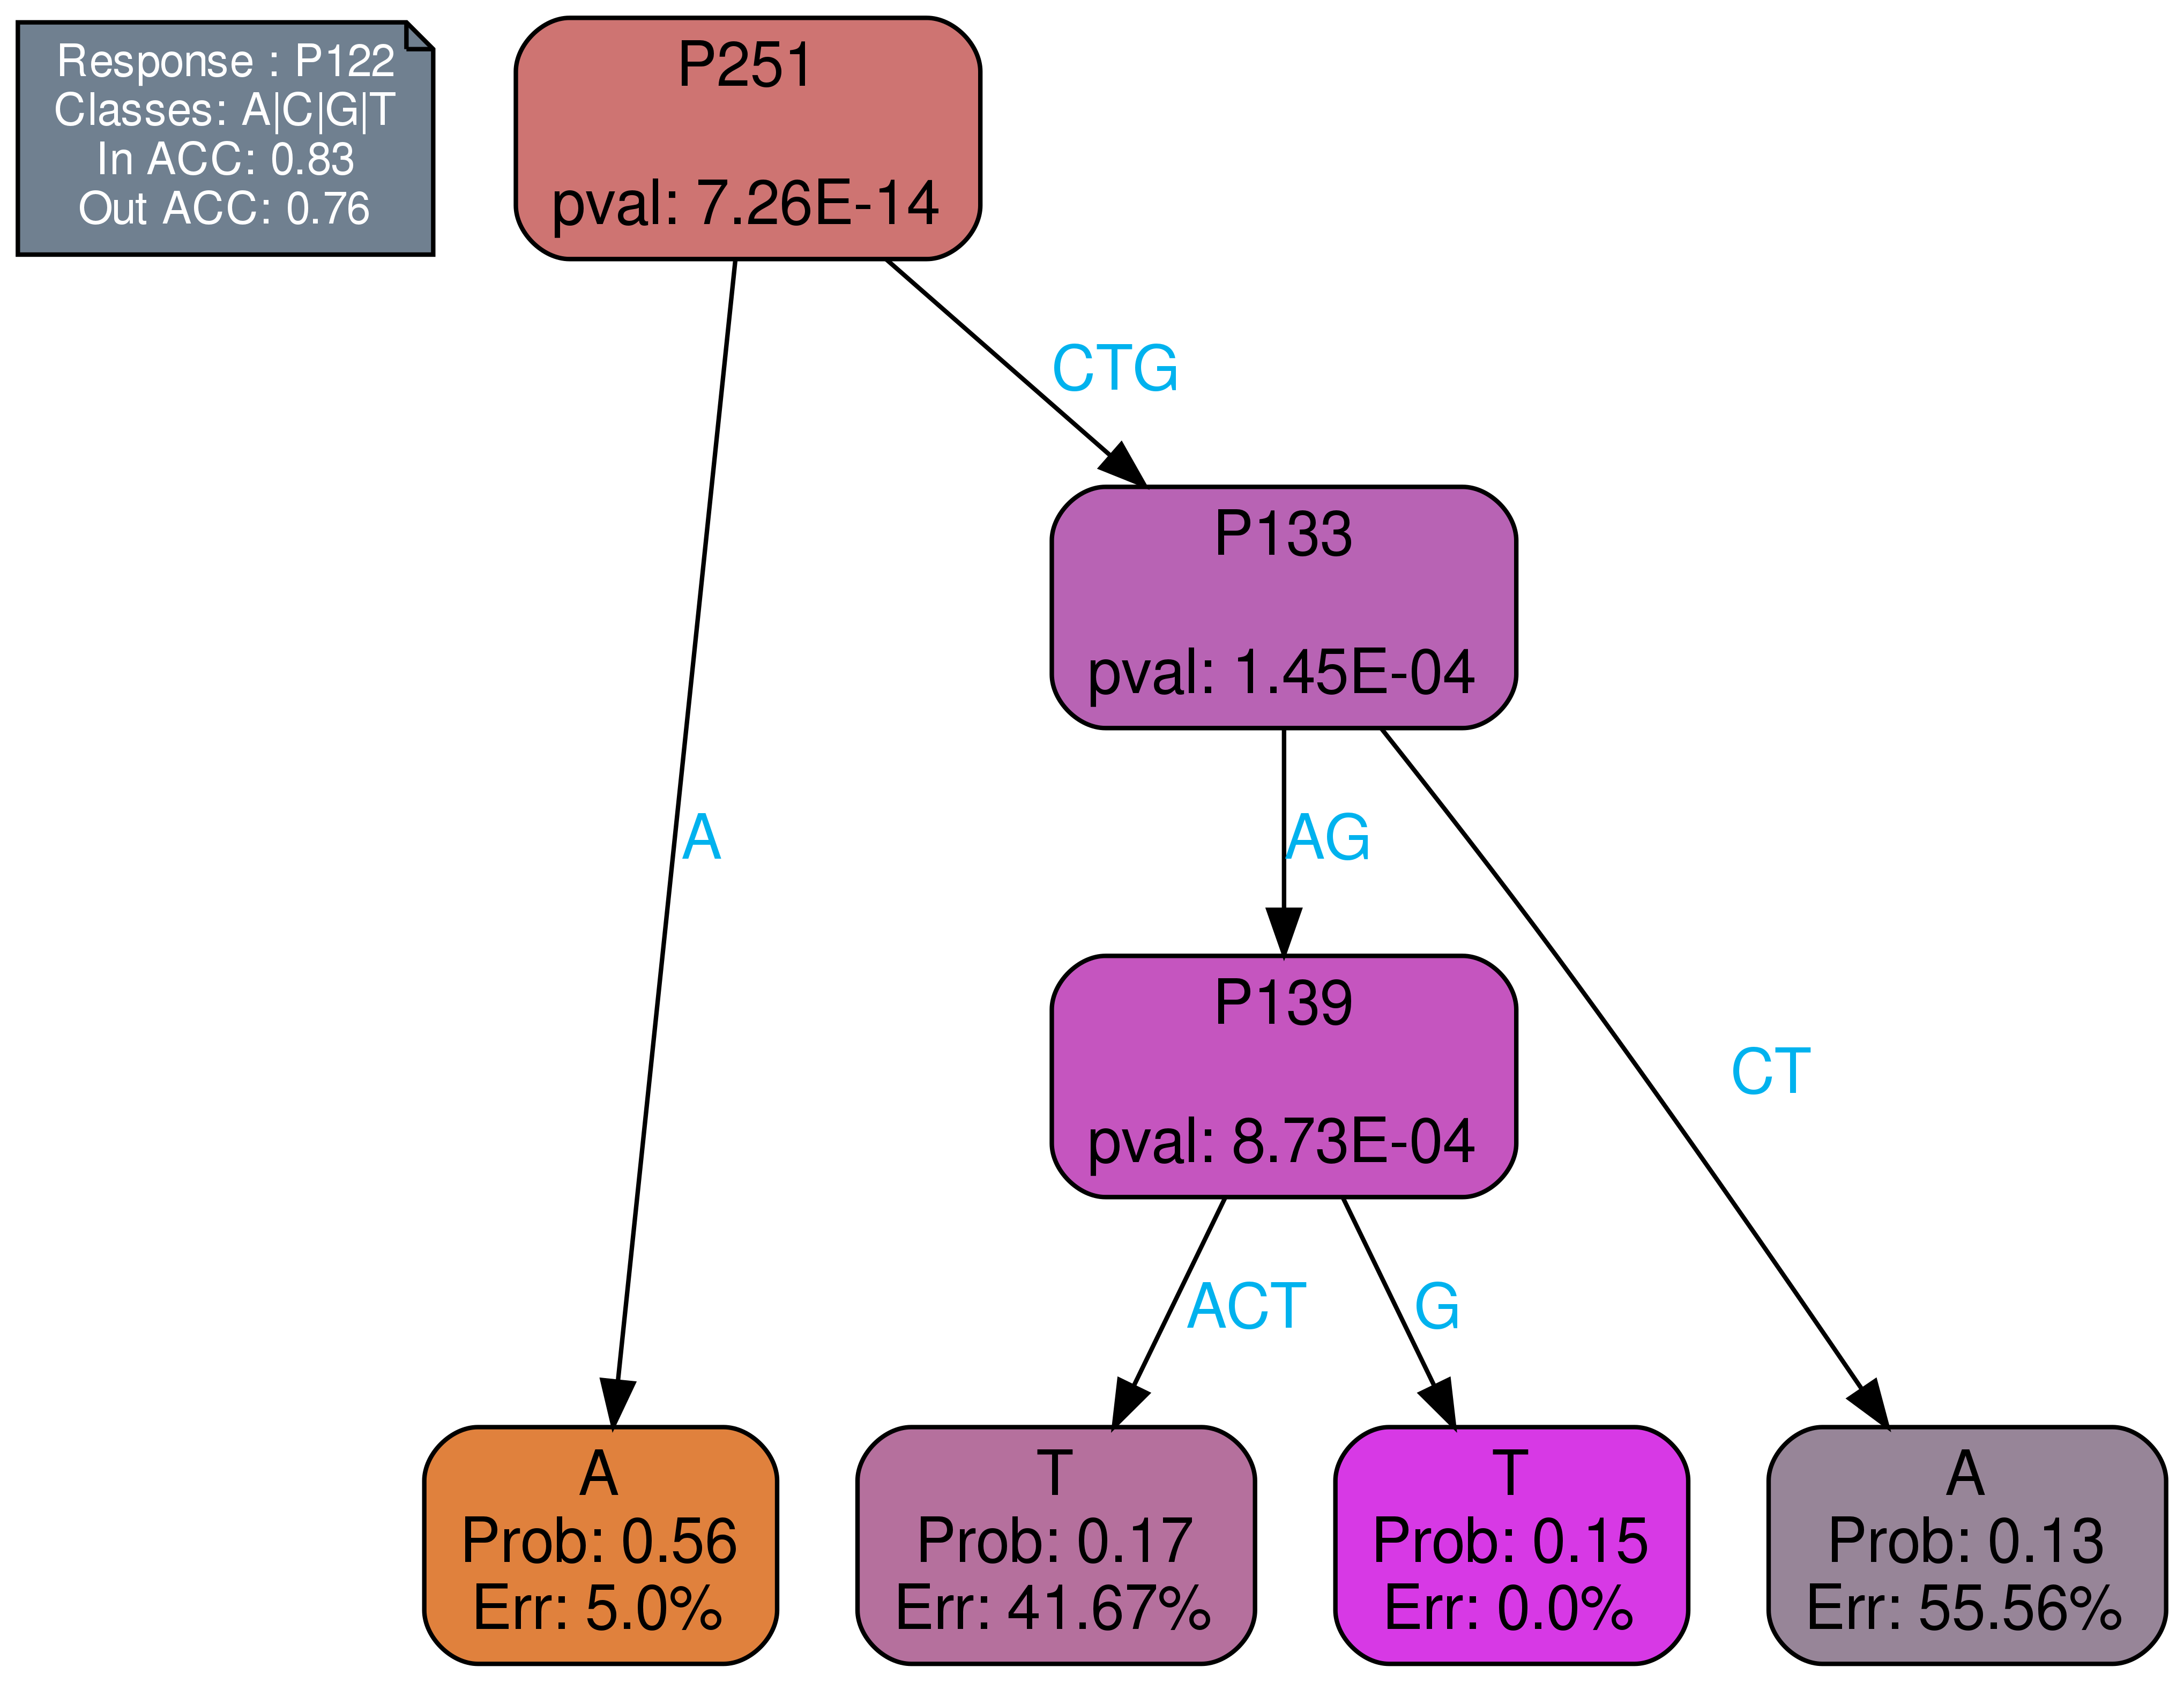 Response : P122
Classes: A|C|G|T
In ACC: 0.83
Out ACC: 0.76
P251
pval: 7.26E-14
CTG
P133
pval: 1.45E-04
A
AG
P139
pval: 8.73E-04
CT
ACT
G
A
Prob: 0.56
Err: 5.0%
T
Prob: 0.17
Err: 41.67%
T
Prob: 0.15
Err: 0.0%
A
Prob: 0.13
Err: 55.56%